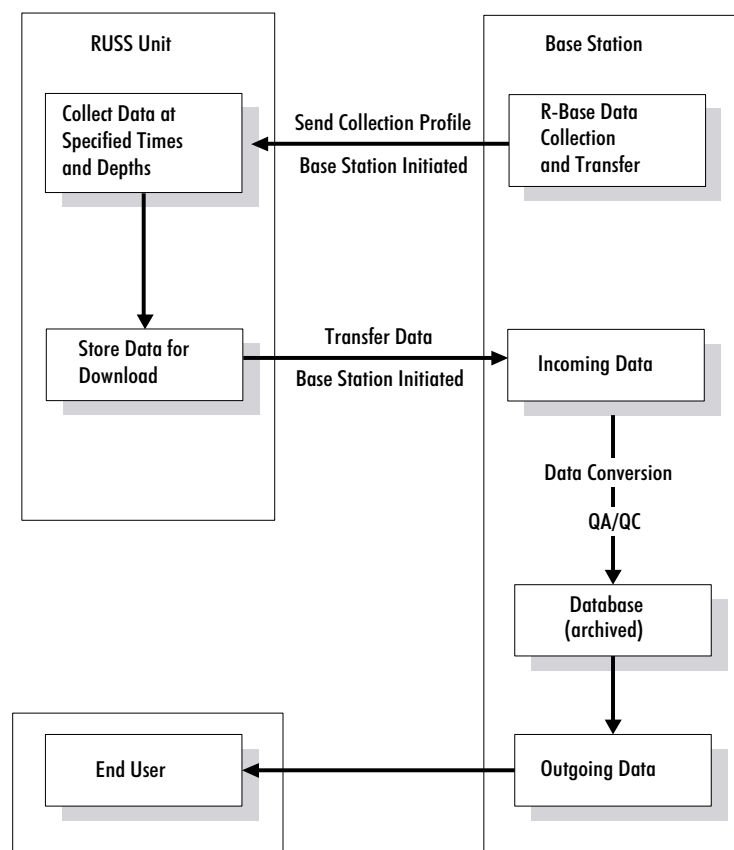 RUSS Unit
Base Station
Collect Data at
Specified Times
and Depths
Send Collection Profile
Base Station Initiated
R-Base Data
Collection
and Transfer
Store Data for
Download
Transfer Data
Base Station Initiated
Incoming Data
Data Conversion
QA/QC
Database
(archived)
End User
Outgoing Data